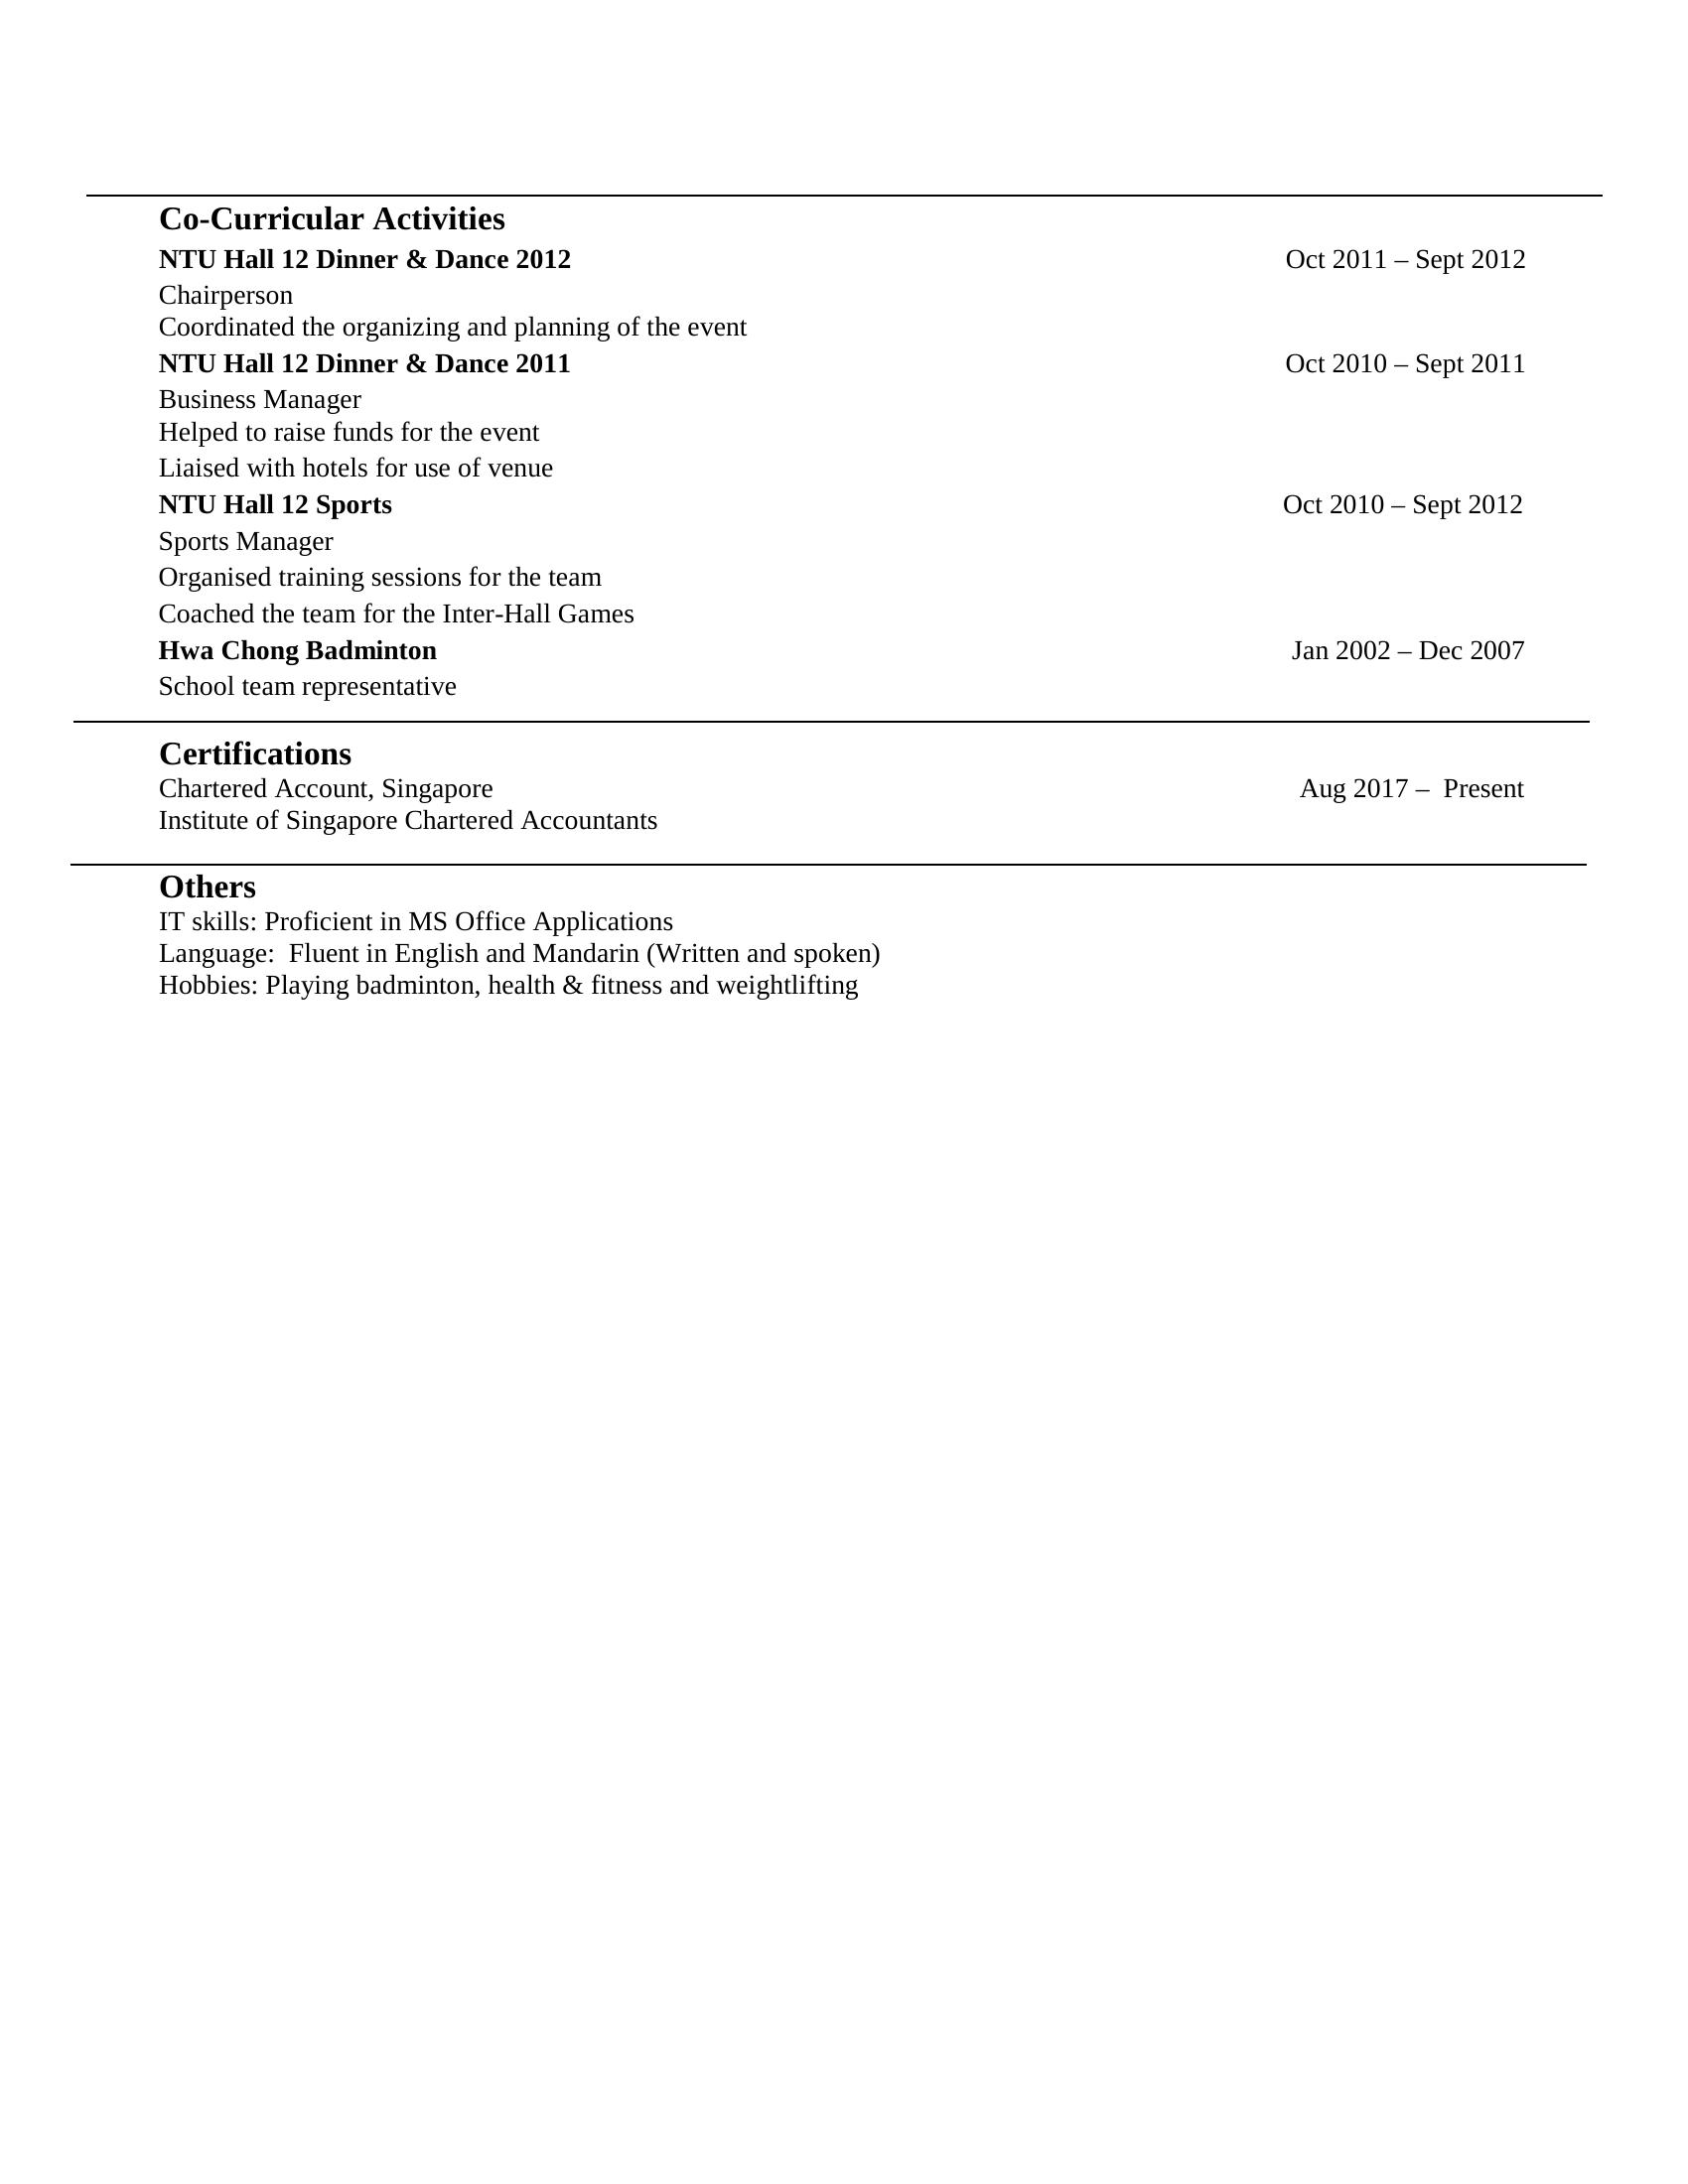 Co-Curricular Activities
NTU Hall 12 Dinner & Dance 2012 Oct 2011 – Sept 2012
Chairperson
Coordinated the organizing and planning of the event
NTU Hall 12 Dinner & Dance 2011 Oct 2010 – Sept 2011
Business Manager
Helped to raise funds for the event
Liaised with hotels for use of venue
NTU Hall 12 Sports Oct 2010 – Sept 2012
Sports Manager
Organised training sessions for the team
Coached the team for the Inter-Hall Games
Hwa Chong Badminton Jan 2002 – Dec 2007
School team representative
Certifications
Chartered Account, Singapore Aug 2017 –  Present
Institute of Singapore Chartered Accountants
Others
IT skills: Proficient in MS Office Applications
Language:  Fluent in English and Mandarin (Written and spoken)
Hobbies: Playing badminton, health & fitness and weightlifting